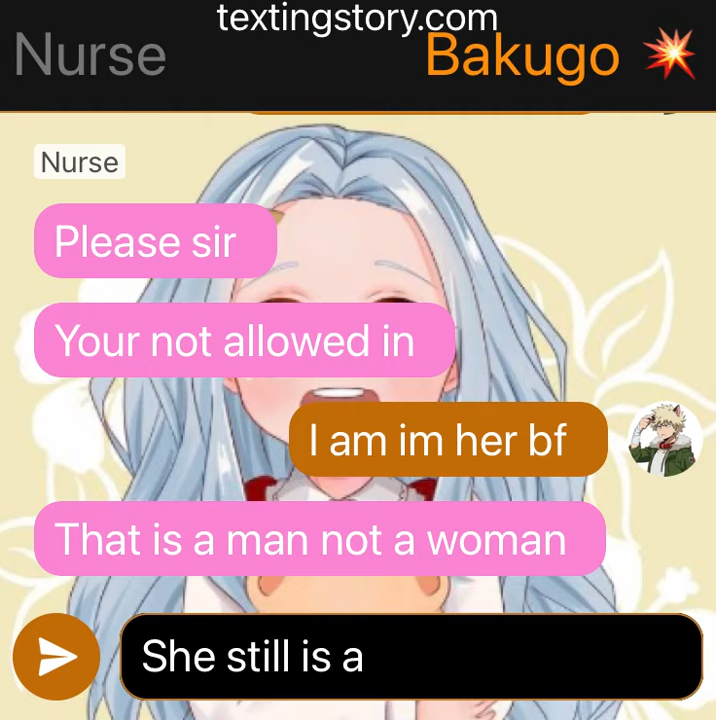 textingstory.com
Nurse Bakugo 💥
Nurse
Please sir
Your not allowed in
I am im her bf
That is a man not a woman
She still is a